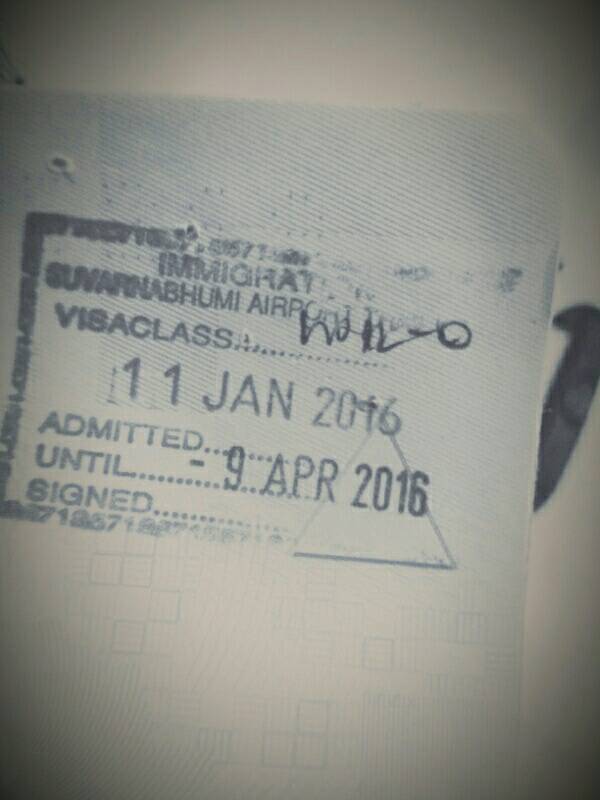 IMMIGRAT
SUVARNABHUMI AIRPORT
VISACLASS
11 JAN 2016
ADMITTED
UNTIL - 9 APR 2016
SIGNED